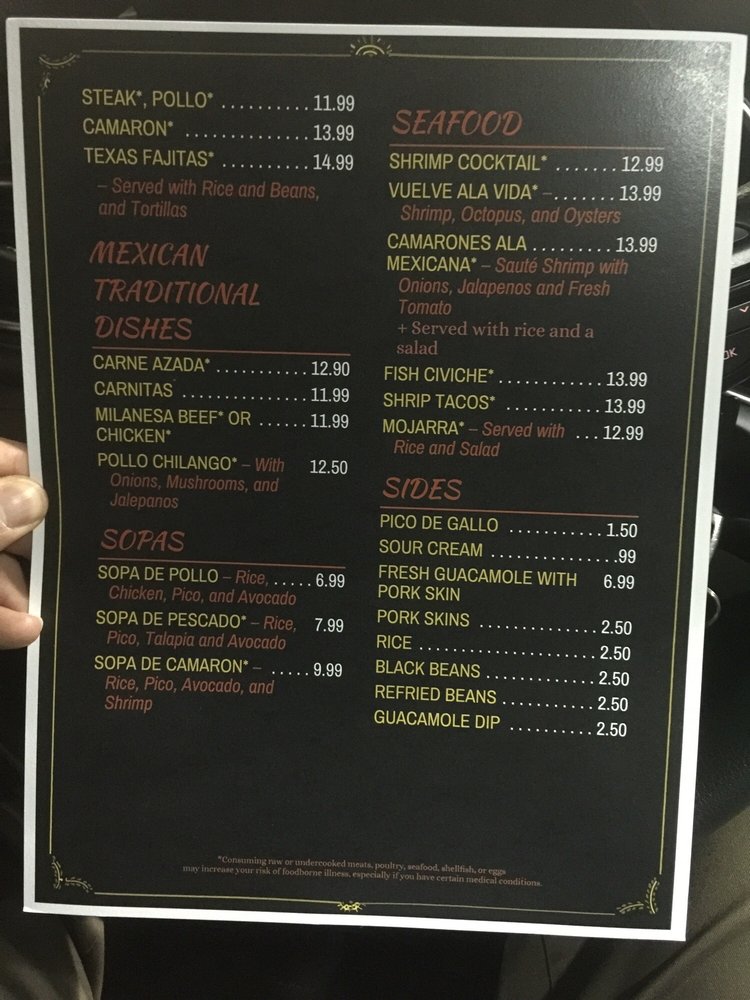 STEAK*, POLLO* .......... 11.99
CAMARON* ............. 13.99
TEXAS FAJITAS* .......... 14.99
– Served with Rice and Beans,
and Tortillas
MEXICAN
TRADITIONAL
DISHES
CARNE AZADA* .......... 12.90
CARNITAS .............. 11.99
MILANESA BEEF* OR ...... 11.99
CHICKEN*
POLLO CHILANGO* – With 12.50
Onions, Mushrooms, and
Jalepanos
SOPAS
SOPA DE POLLO – Rice, ..... 6.99
Chicken, Pico, and Avocado
SOPA DE PESCADO* – Rice, 7.99
Pico, Talapia and Avocado
SOPA DE CAMARON* – ..... 9.99
Rice, Pico, Avocado, and
Shrimp
SEAFOOD
SHRIMP COCKTAIL* ....... 12.99
VUELVE ALA VIDA* – ....... 13.99
Shrimp, Octopus, and Oysters
CAMARONES ALA ......... 13.99
MEXICANA* – Sauté Shrimp with
Onions, Jalapenos and Fresh
Tomato
+ Served with rice and a
salad
FISH CIVICHE* ............ 13.99
SHRIP TACOS* ........... 13.99
MOJARRA* – Served with ... 12.99
Rice and Salad
SIDES
PICO DE GALLO ........... 1.50
SOUR CREAM .............. .99
FRESH GUACAMOLE WITH 6.99
PORK SKIN
PORK SKINS ............. 2.50
RICE .................... 2.50
BLACK BEANS ............ 2.50
REFRIED BEANS .......... 2.50
GUACAMOLE DIP .......... 2.50
*Consuming raw or undercooked meats, poultry, seafood, shellfish, or eggs
may increase your risk of foodborne illness, especially if you have certain medical conditions.
OK